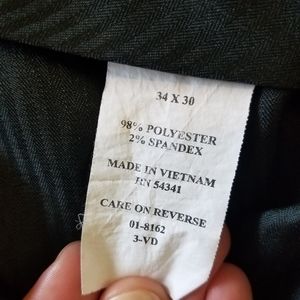 34 X 30
98% POLYESTER
2% SPANDEX
MADE IN VIETNAM
RN 54341
CARE ON REVERSE
01-8162
3-VD